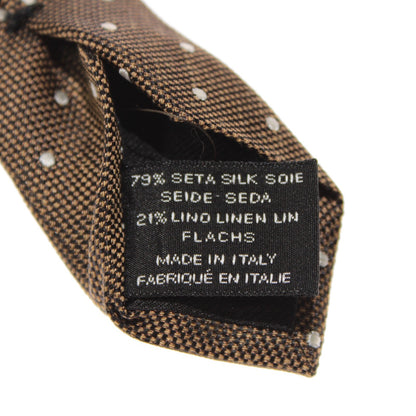 79% SETA SILK SOIE
SEIDE SEDA
21% LINO LINEN LIN
FLACHS
MADE IN ITALY
FABRIQUÉ EN ITALIE